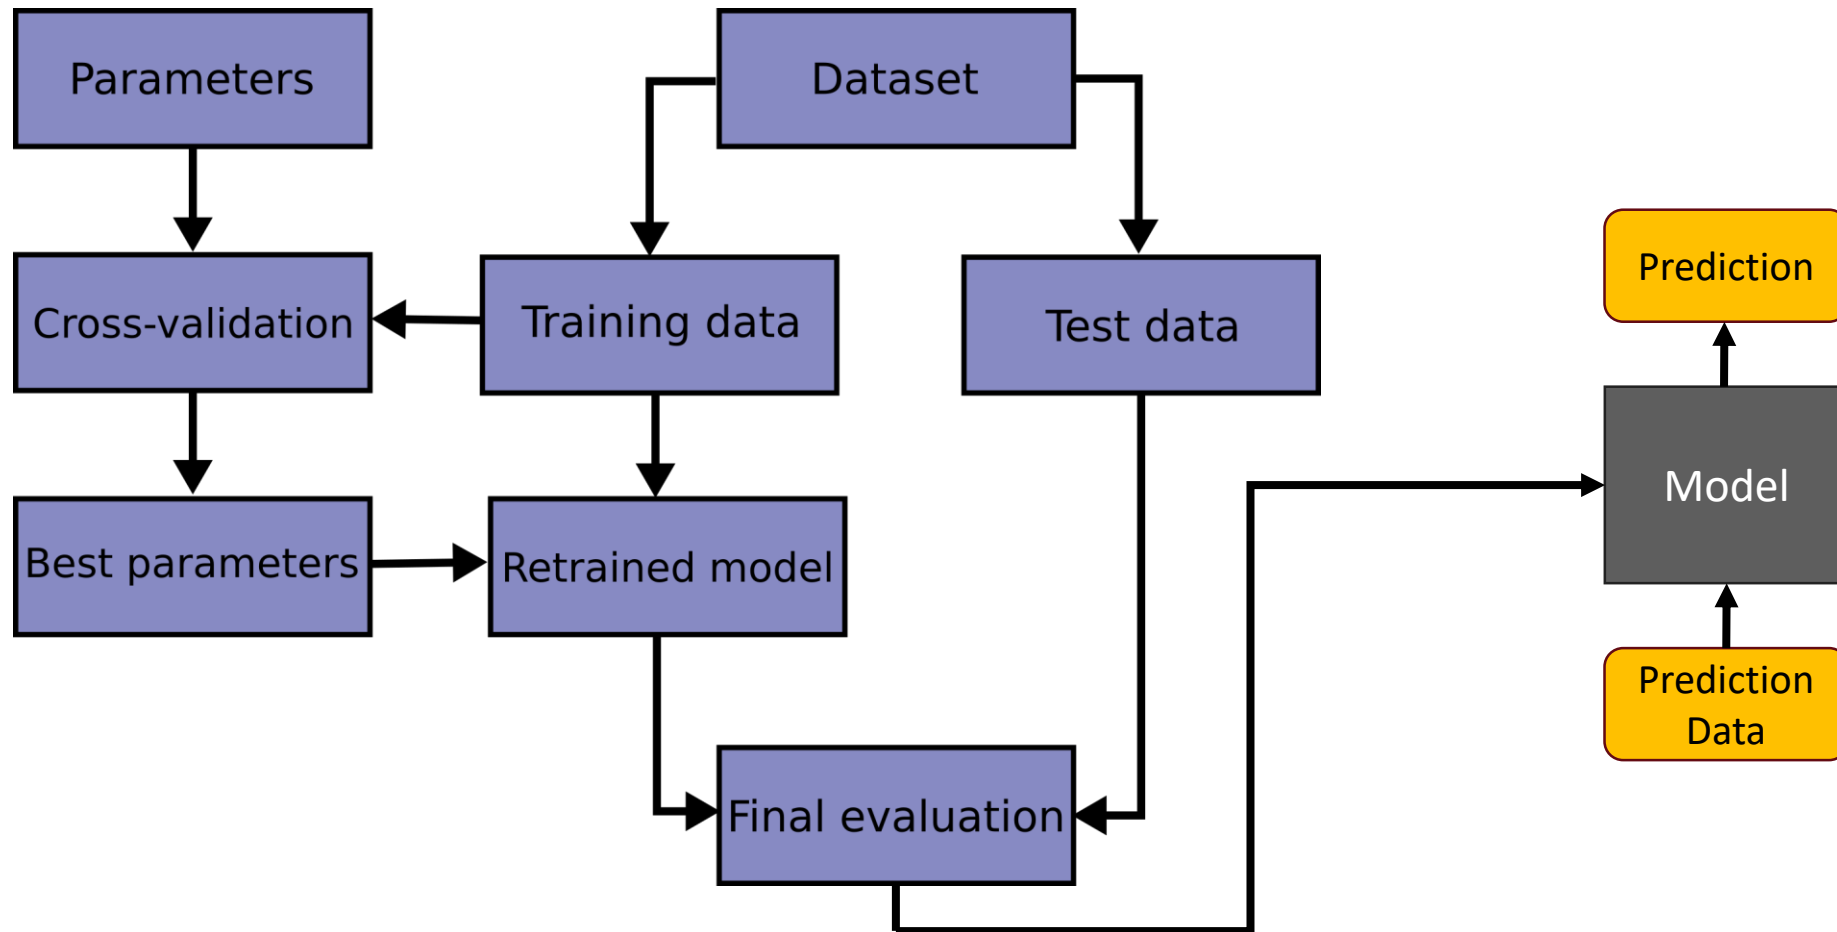 Parameters
Dataset
Prediction
Cross-validation
Training data
Test data
Model
Best parameters
Retrained model
Prediction
Data
Final evaluation